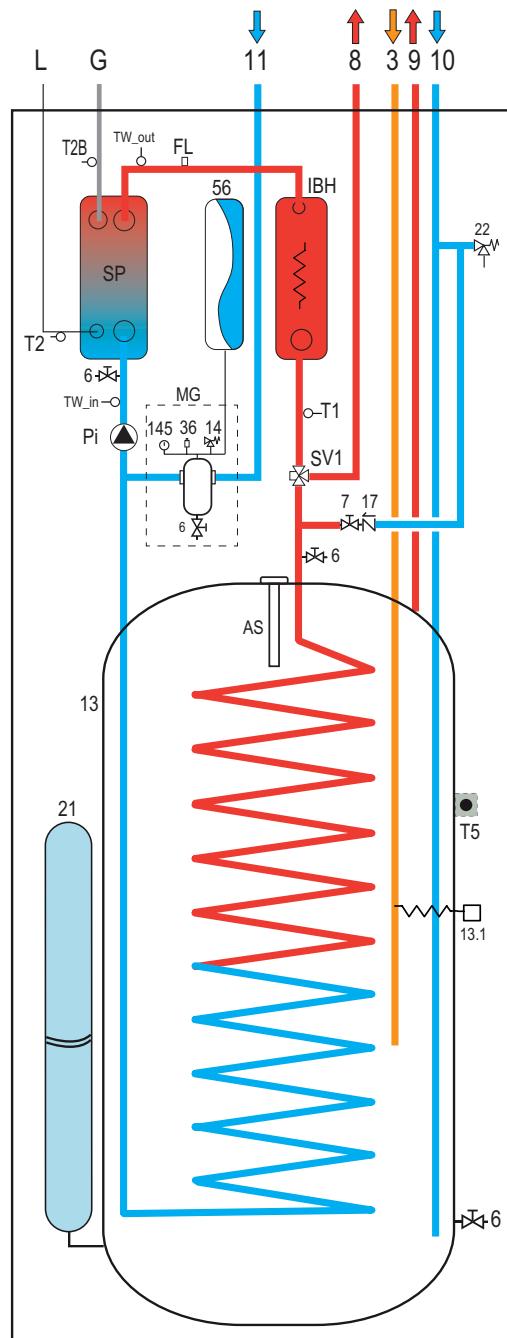 L G 11 8 3 9 10
T2B TW_out FL
56 IBH
22
SP
T2
6
TW_in
MG
T1
145 36 14
Pi
SV1
7 17
6
6
AS
13
21
T5
13.1
6